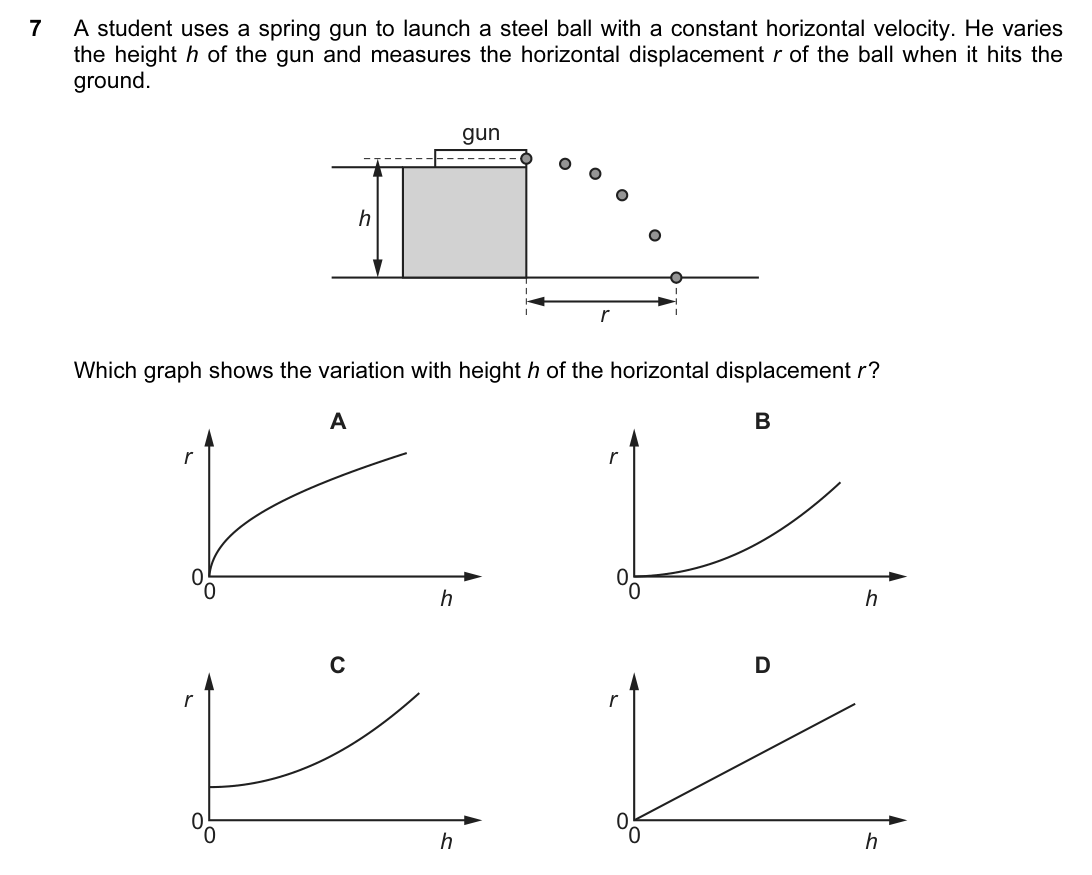 7 A student uses a spring gun to launch a steel ball with a constant horizontal velocity. He varies
the height h of the gun and measures the horizontal displacement r of the ball when it hits the
ground.
gun
h
r
Which graph shows the variation with height h of the horizontal displacement r?
A
r
0
0
h
B
r
0
0
h
C
r
0
0
h
D
r
0
0
h